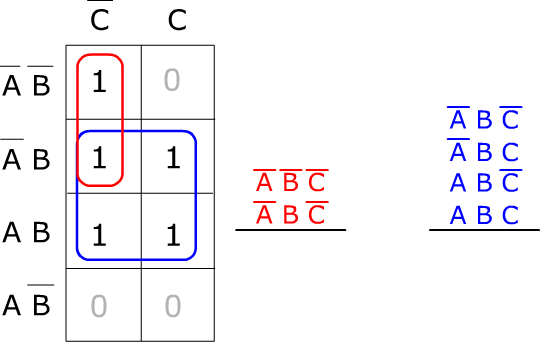 C̅ C
A̅ B̅ 1 0
A̅ B 1 1
A B 1 1
A B̅ 0 0
A̅ B̅ C̅
A̅ B C̅
A̅ B C̅
A̅ B C
A B C̅
A B C